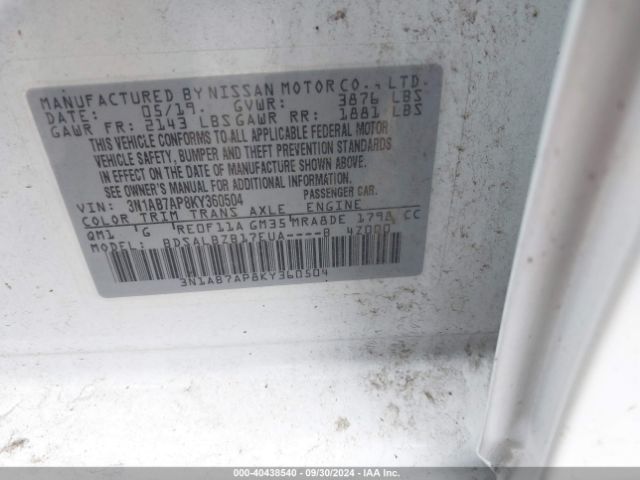 MANUFACTURED BY NISSAN MOTOR CO., LTD.
DATE: 05/19. GVWR: 3876 LBS
GAWR FR: 2143 LBS GAWR RR: 1881 LBS
THIS VEHICLE CONFORMS TO ALL APPLICABLE FEDERAL MOTOR
VEHICLE SAFETY, BUMPER AND THEFT PREVENTION STANDARDS
IN EFFECT ON THE DATE OF MANUFACTURE SHOWN ABOVE.
SEE OWNER'S MANUAL FOR ADDITIONAL INFORMATION.
VIN: 3N1AB7AP8KY360504 PASSENGER CAR.
COLOR TRIM TRANS AXLE ENGINE
QM1 G RE0F11A GM35 MRA8DE 1798 CC
MODEL: BDSALBZB17EUA----B 4Z000
3N1AB7AP8KY360504
000-40438540 - 09/30/2024 - IAA Inc.